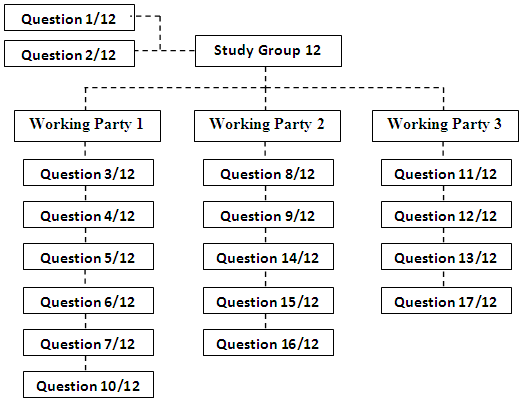 Question 1/12
Question 2/12
Study Group 12
Working Party 1
Working Party 2
Working Party 3
Question 3/12
Question 8/12
Question 11/12
Question 4/12
Question 9/12
Question 12/12
Question 5/12
Question 14/12
Question 13/12
Question 6/12
Question 15/12
Question 17/12
Question 7/12
Question 16/12
Question 10/12